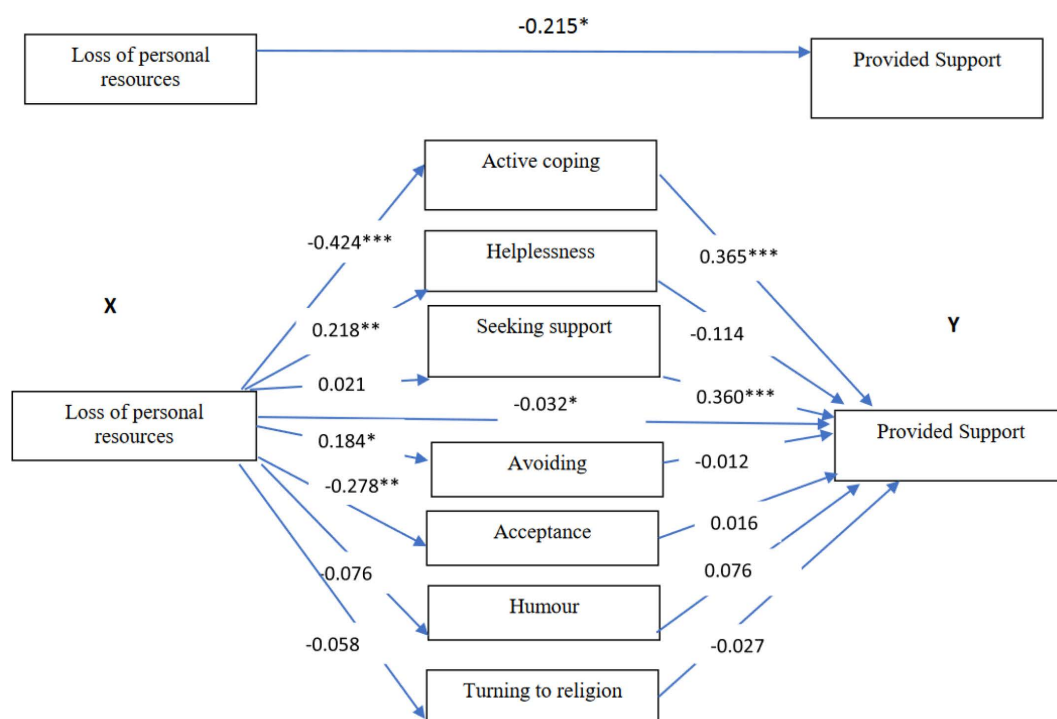 -0.215*
Loss of personal
resources
Provided Support
Active coping
-0.424***
Helplessness
0.365***
X
0.218**
Seeking support
-0.114
Y
0.021
-0.032*
0.360***
Loss of personal
resources
0.184*
Avoiding
-0.012
Provided Support
-0.278**
Acceptance
0.016
-0.076
Humour
0.076
-0.058
Turning to religion
-0.027